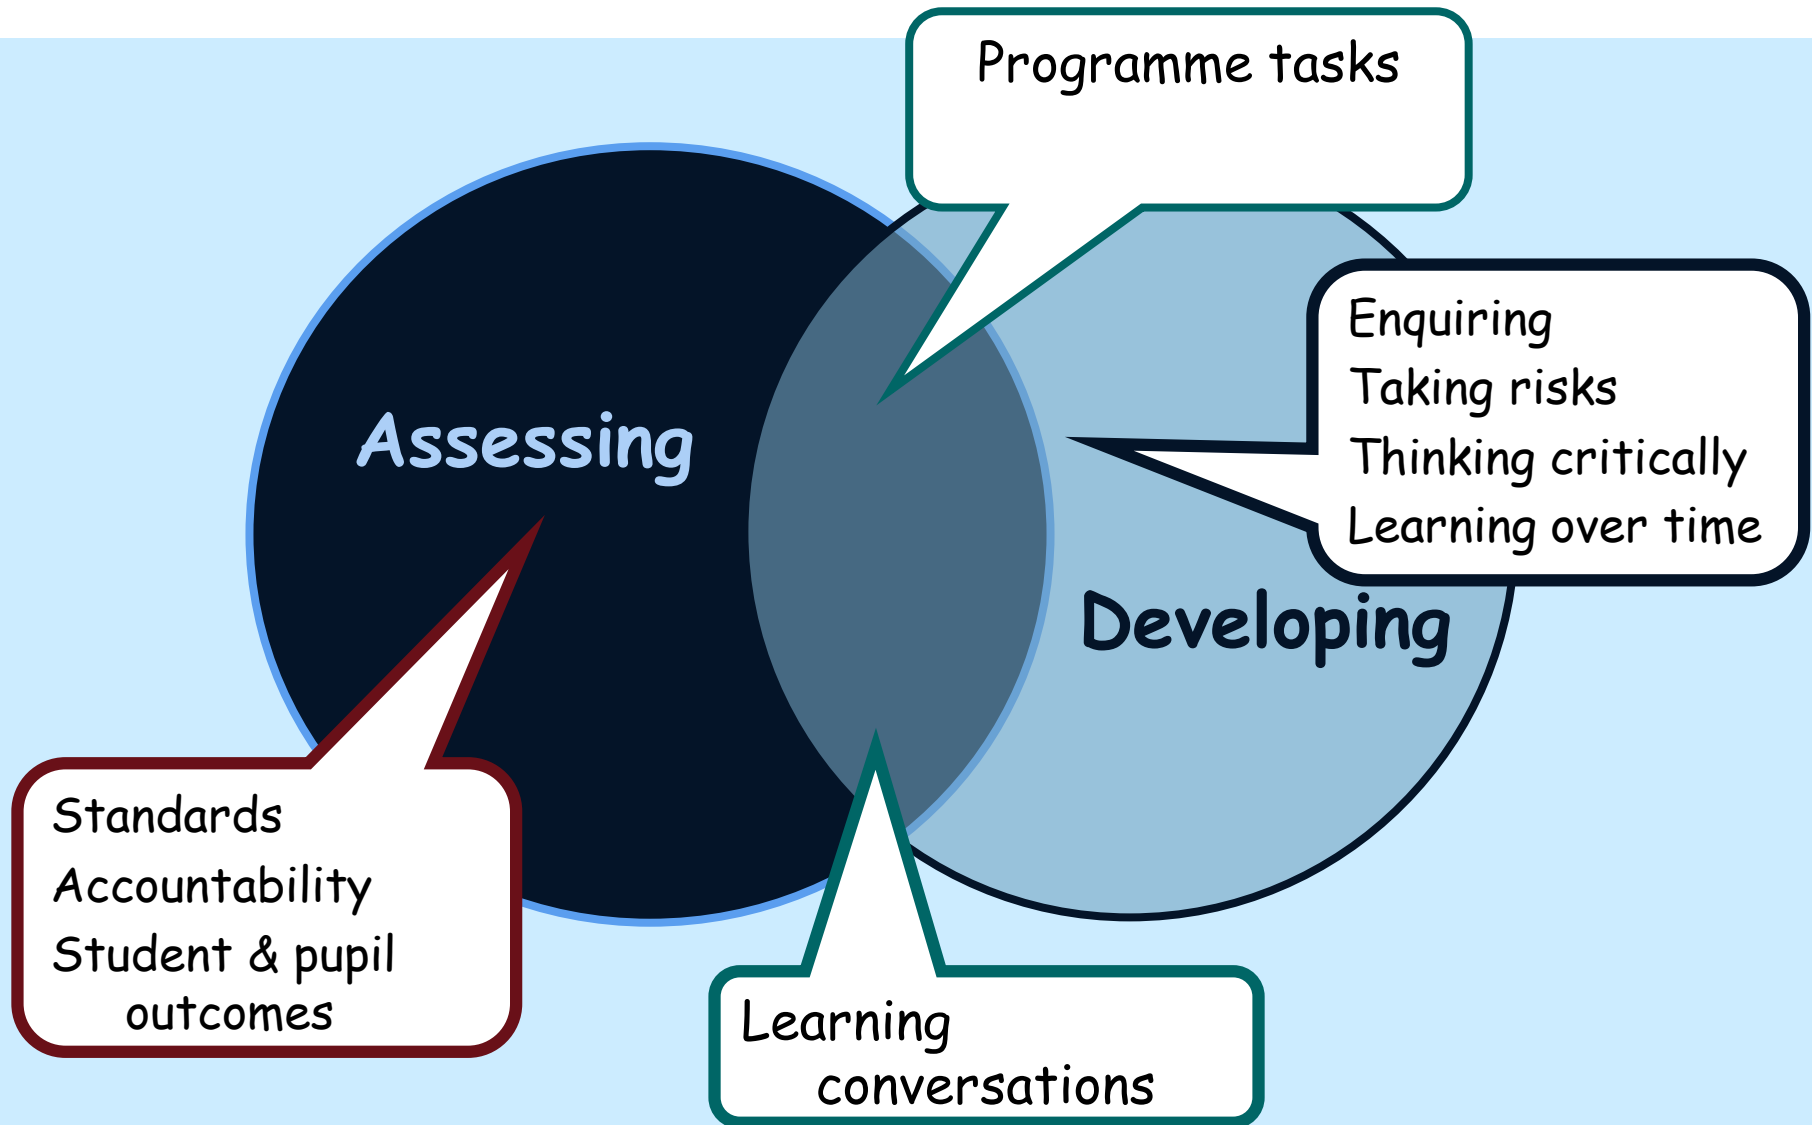 Programme tasks
Enquiring
Taking risks
Thinking critically
Learning over time
Assessing
Developing
Standards
Accountability
Student & pupil
outcomes
Learning
conversations